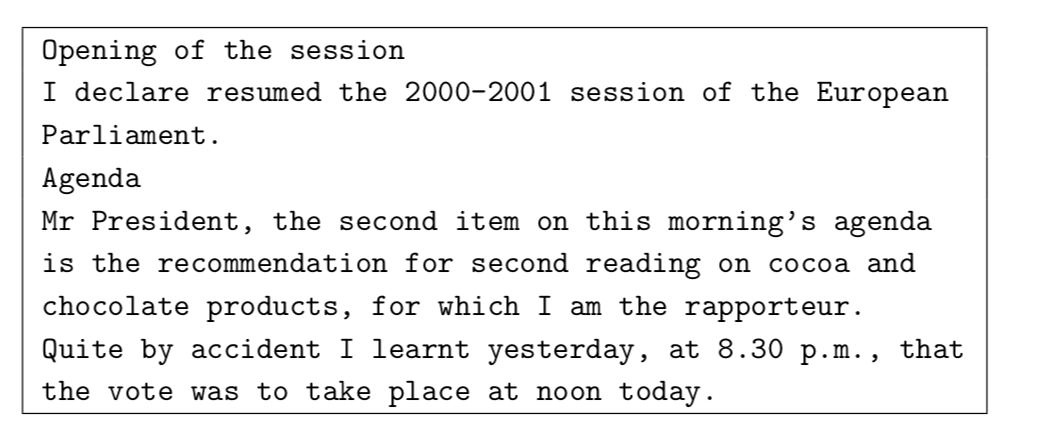 Opening of the session
I declare resumed the 2000-2001 session of the European
Parliament.
Agenda
Mr President, the second item on this morning's agenda
is the recommendation for second reading on cocoa and
chocolate products, for which I am the rapporteur.
Quite by accident I learnt yesterday, at 8.30 p.m., that
the vote was to take place at noon today.